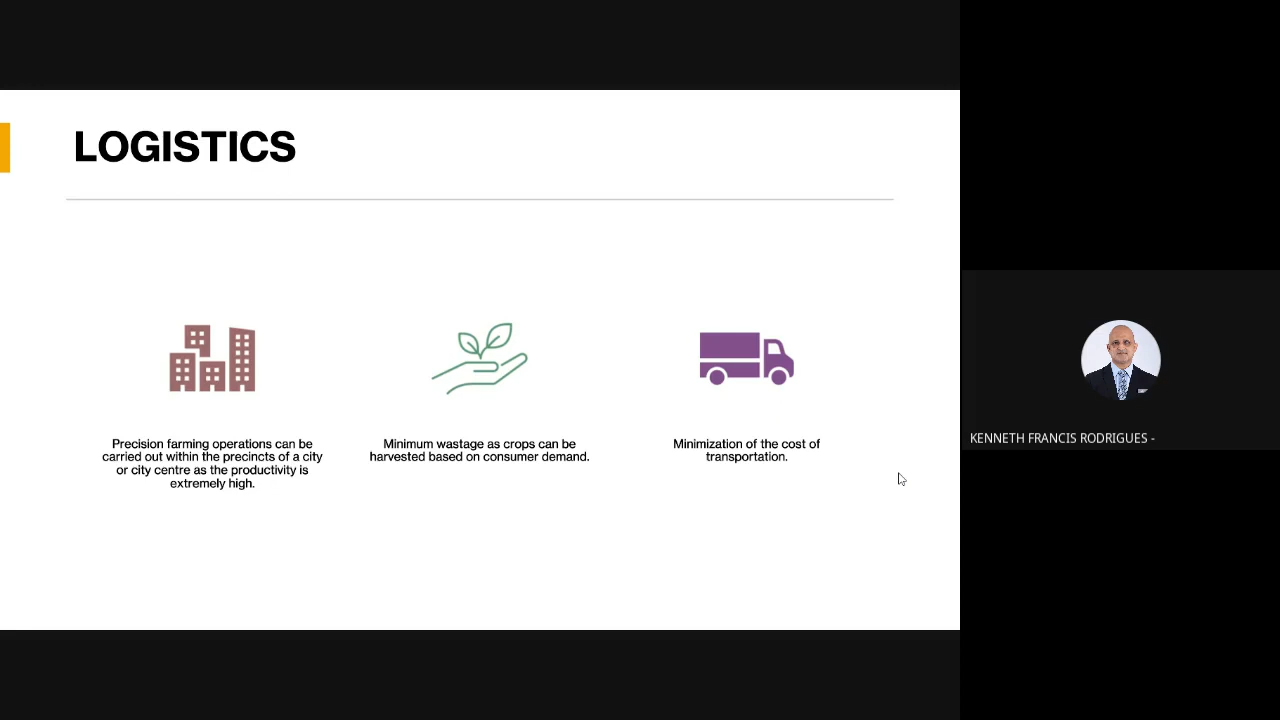 LOGISTICS
Precision farming operations can be
carried out within the precincts of a city
or city centre as the productivity is
extremely high.
Minimum wastage as crops can be
harvested based on consumer demand.
Minimization of the cost of
transportation.
KENNETH FRANCIS RODRIGUES -